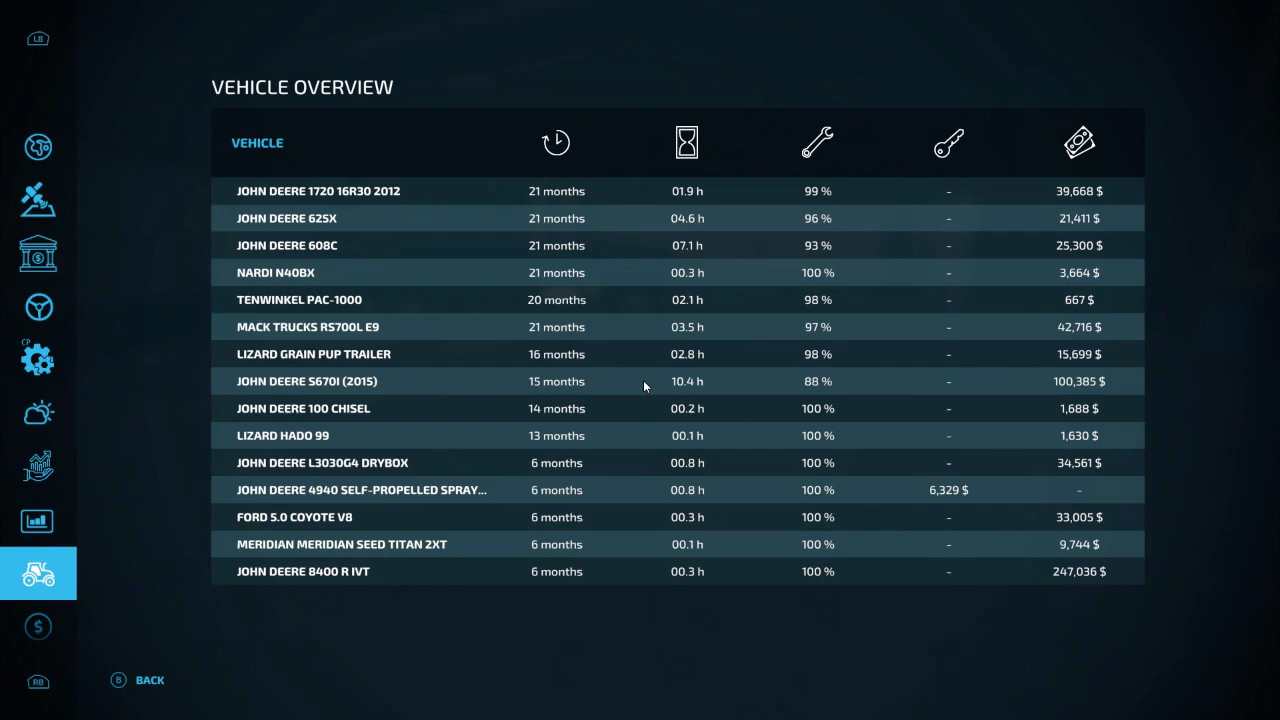 LB
VEHICLE OVERVIEW
VEHICLE
JOHN DEERE 1720 16R30 2012 21 months 01.9 h 99 % - 39,668 $
JOHN DEERE 625X 21 months 04.6 h 96 % - 21,411 $
JOHN DEERE 608C 21 months 07.1 h 93 % - 25,300 $
NARDI N40BX 21 months 00.3 h 100 % - 3,664 $
TENWINKEL PAC-1000 20 months 02.1 h 98 % - 667 $
MACK TRUCKS RS700L E9 21 months 03.5 h 97 % - 42,716 $
CP
LIZARD GRAIN PUP TRAILER 16 months 02.8 h 98 % - 15,699 $
JOHN DEERE S670I (2015) 15 months 10.4 h 88 % - 100,385 $
JOHN DEERE 100 CHISEL 14 months 00.2 h 100 % - 1,688 $
LIZARD HADO 99 13 months 00.1 h 100 % - 1,630 $
JOHN DEERE L3030G4 DRYBOX 6 months 00.8 h 100 % - 34,561 $
JOHN DEERE 4940 SELF-PROPELLED SPRAY... 6 months 00.8 h 100 % 6,329 $ -
FORD 5.0 COYOTE V8 6 months 00.3 h 100 % - 33,005 $
MERIDIAN MERIDIAN SEED TITAN 2XT 6 months 00.1 h 100 % - 9,744 $
JOHN DEERE 8400 R IVT 6 months 00.3 h 100 % - 247,036 $
RB
B BACK